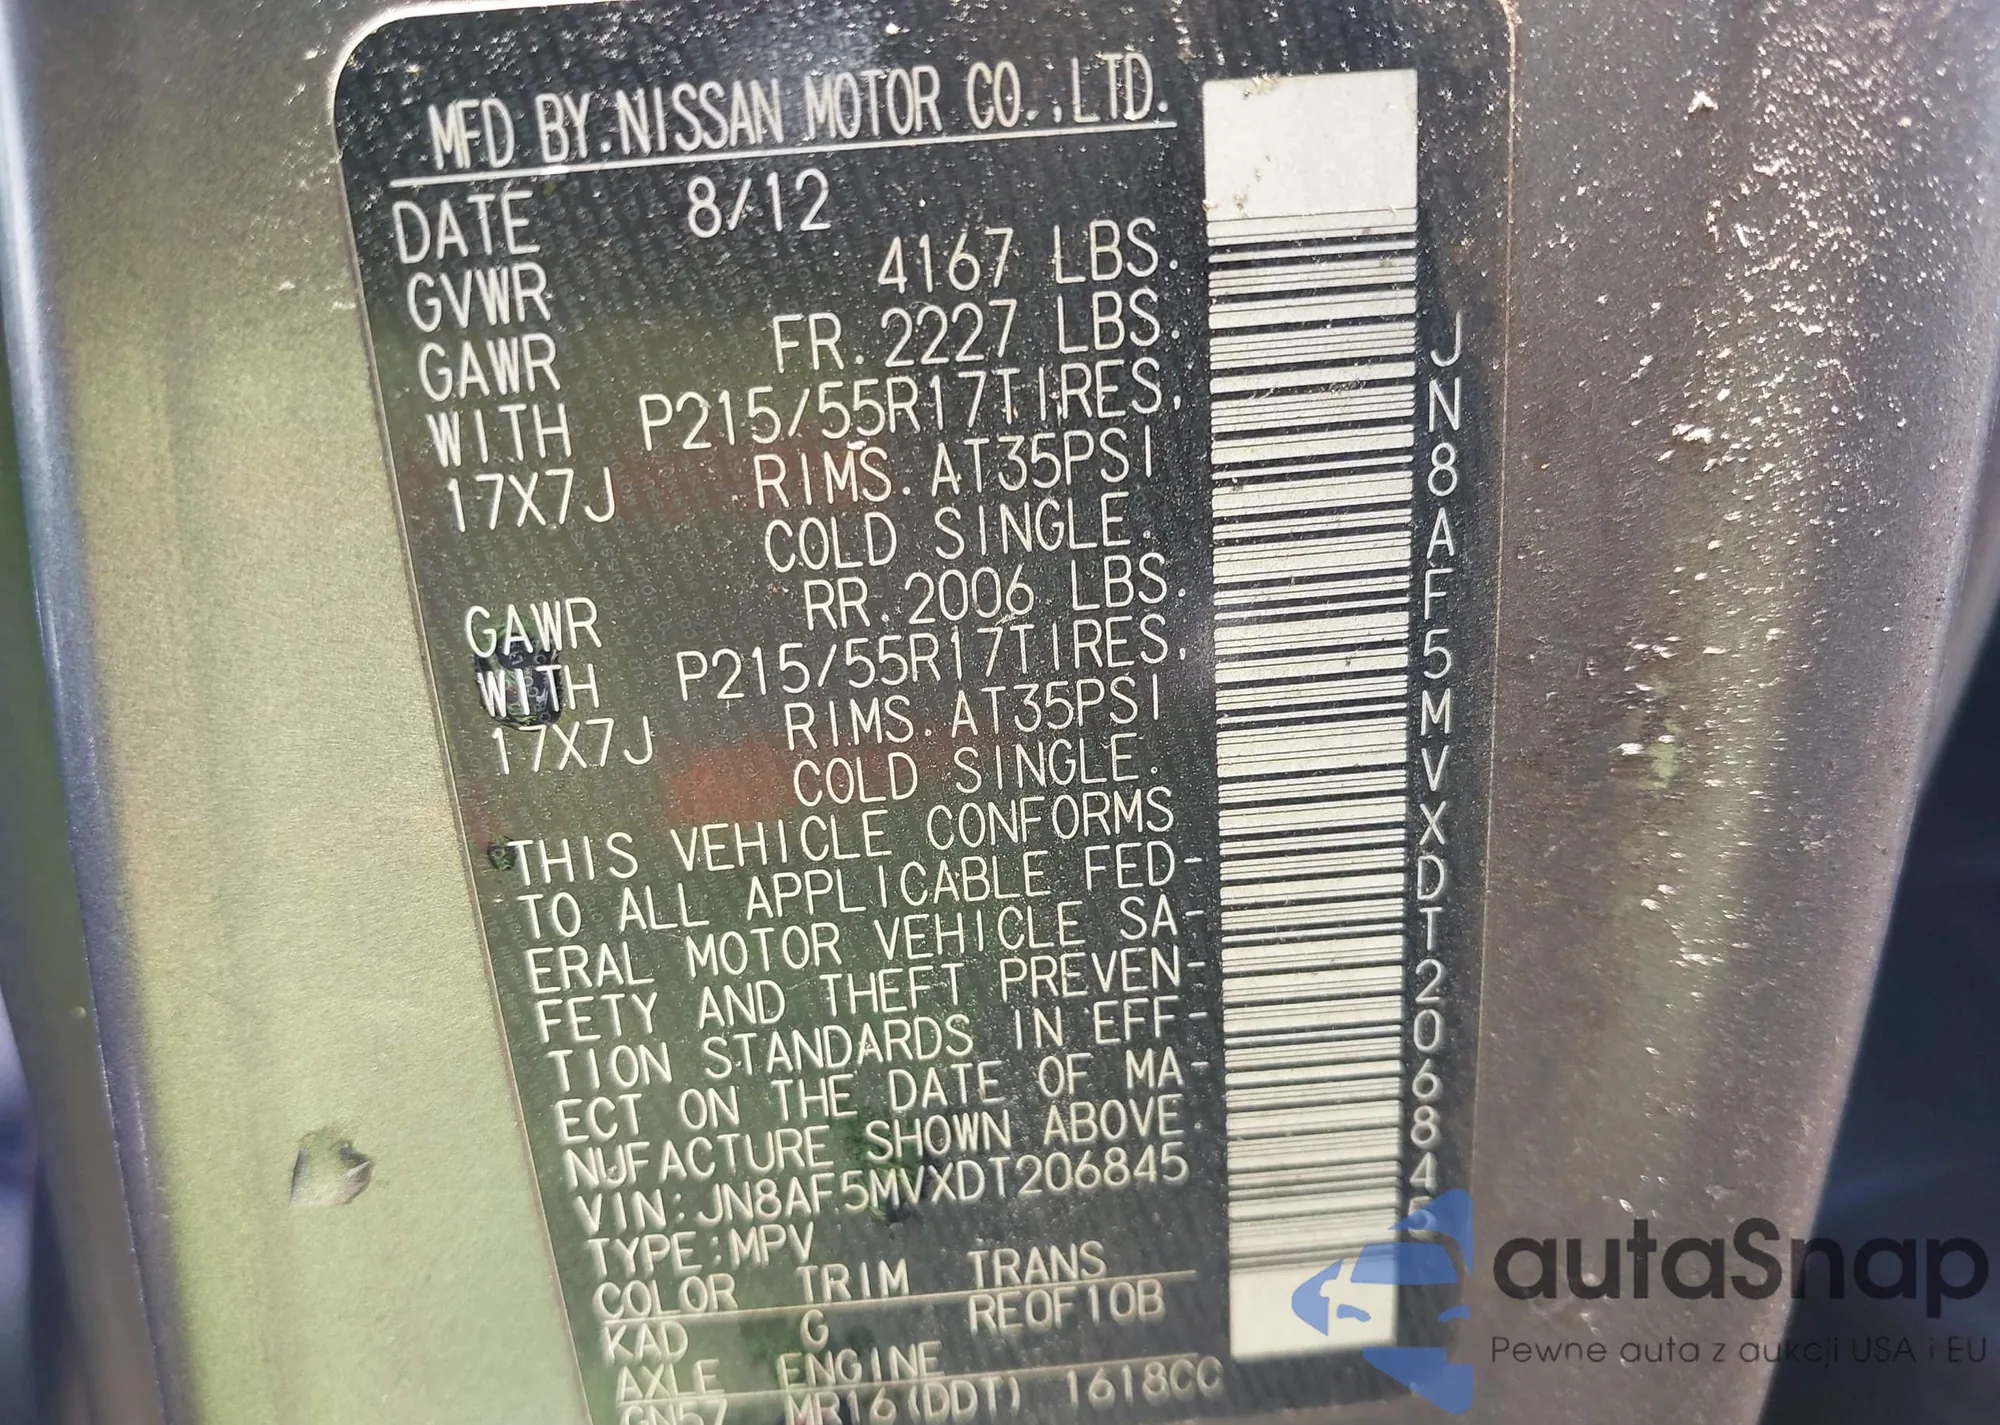 MFD BY.NISSAN MOTOR CO.,LTD.
DATE 8/12
GVWR 4167 LBS.
GAWR FR.2227 LBS.
WITH P215/55R17TIRES,
17X7J RIMS.AT35PSI
COLD SINGLE.
GAWR RR.2006 LBS.
WITH P215/55R17TIRES,
17X7J RIMS.AT35PSI
COLD SINGLE.
THIS VEHICLE CONFORMS
TO ALL APPLICABLE FED-
ERAL MOTOR VEHICLE SA-
FETY AND THEFT PREVEN-
TION STANDARDS IN EFF-
ECT ON THE DATE OF MA-
NUFACTURE SHOWN ABOVE.
VIN:JN8AF5MVXDT206845
TYPE:MPV
COLOR TRIM TRANS
KAD G RE0F10B
AXLE ENGINE
GN57 MR16(DDT) 1618CC
JN8AF5MVXDT206845
autaSnap
Pewne auta z aukcji USA i EU